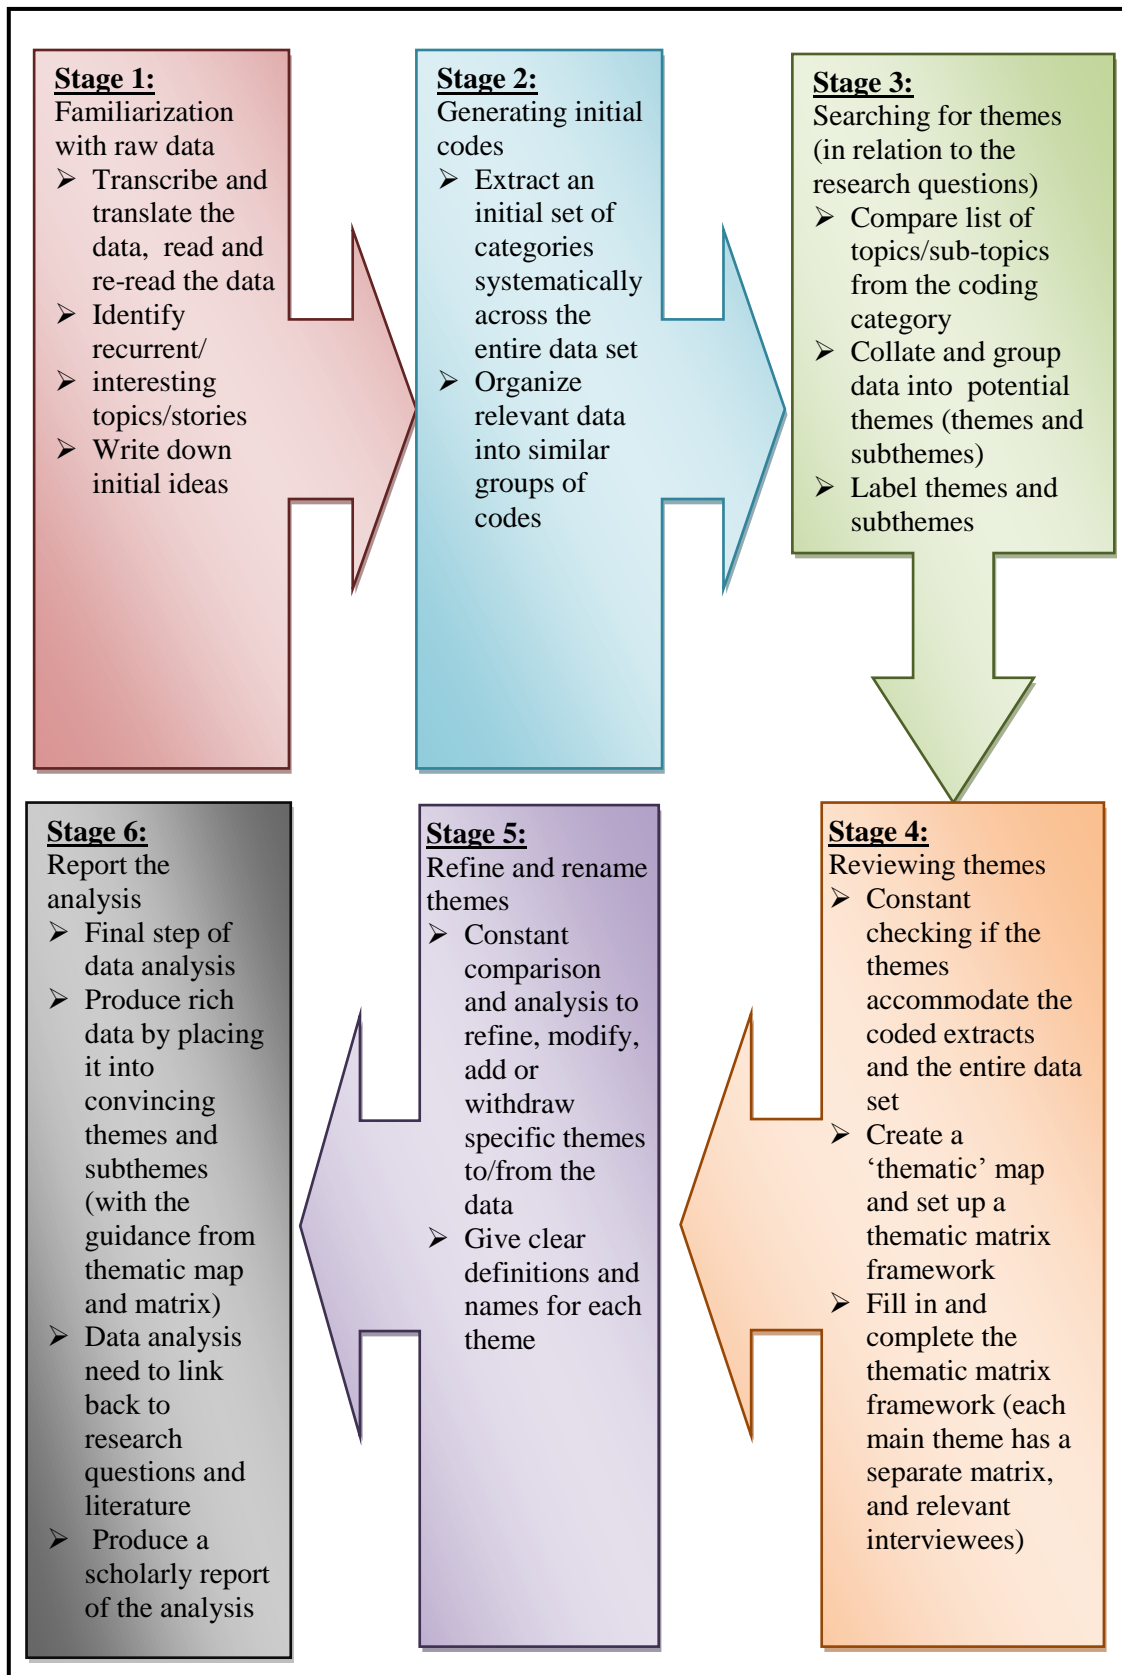 Stage 1:
Familiarization
with raw data
➢ Transcribe and
translate the
data, read and
re-read the data
➢ Identify
recurrent/
➢ interesting
topics/stories
➢ Write down
initial ideas
Stage 2:
Generating initial
codes
➢ Extract an
initial set of
categories
systematically
across the
entire data set
➢ Organize
relevant data
into similar
groups of
codes
Stage 3:
Searching for themes
(in relation to the
research questions)
➢ Compare list of
topics/sub-topics
from the coding
category
➢ Collate and group
data into potential
themes (themes and
subthemes)
➢ Label themes and
subthemes
Stage 4:
Reviewing themes
➢ Constant
checking if the
themes
accommodate the
coded extracts
and the entire data
set
➢ Create a
‘thematic’ map
and set up a
thematic matrix
framework
➢ Fill in and
complete the
thematic matrix
framework (each
main theme has a
separate matrix,
and relevant
interviewees)
Stage 5:
Refine and rename
themes
➢ Constant
comparison
and analysis to
refine, modify,
add or
withdraw
specific themes
to/from the
data
➢ Give clear
definitions and
names for each
theme
Stage 6:
Report the
analysis
➢ Final step of
data analysis
➢ Produce rich
data by placing
it into
convincing
themes and
subthemes
(with the
guidance from
thematic map
and matrix)
➢ Data analysis
need to link
back to
research
questions and
literature
➢ Produce a
scholarly report
of the analysis